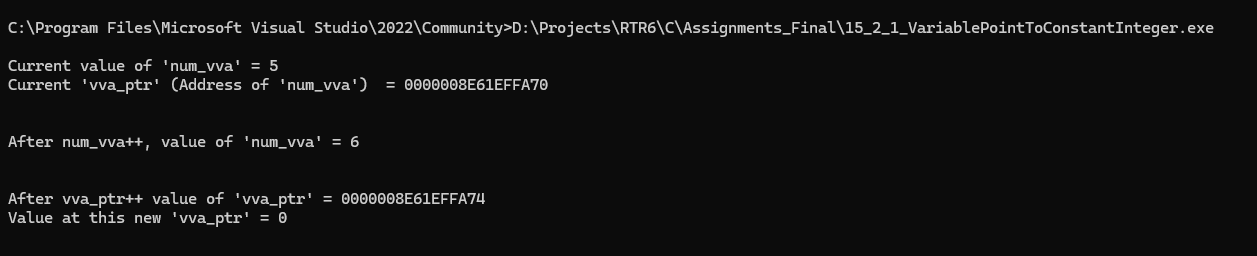 C:\Program Files\Microsoft Visual Studio\2022\Community>D:\Projects\RTR6\C\Assignments_Final\15_2_1_VariablePointToConstantInteger.exe
Current value of 'num_vva' = 5
Current 'vva_ptr' (Address of 'num_vva')  = 0000008E61EFFA70
After num_vva++, value of 'num_vva' = 6
After vva_ptr++ value of 'vva_ptr' = 0000008E61EFFA74
Value at this new 'vva_ptr' = 0